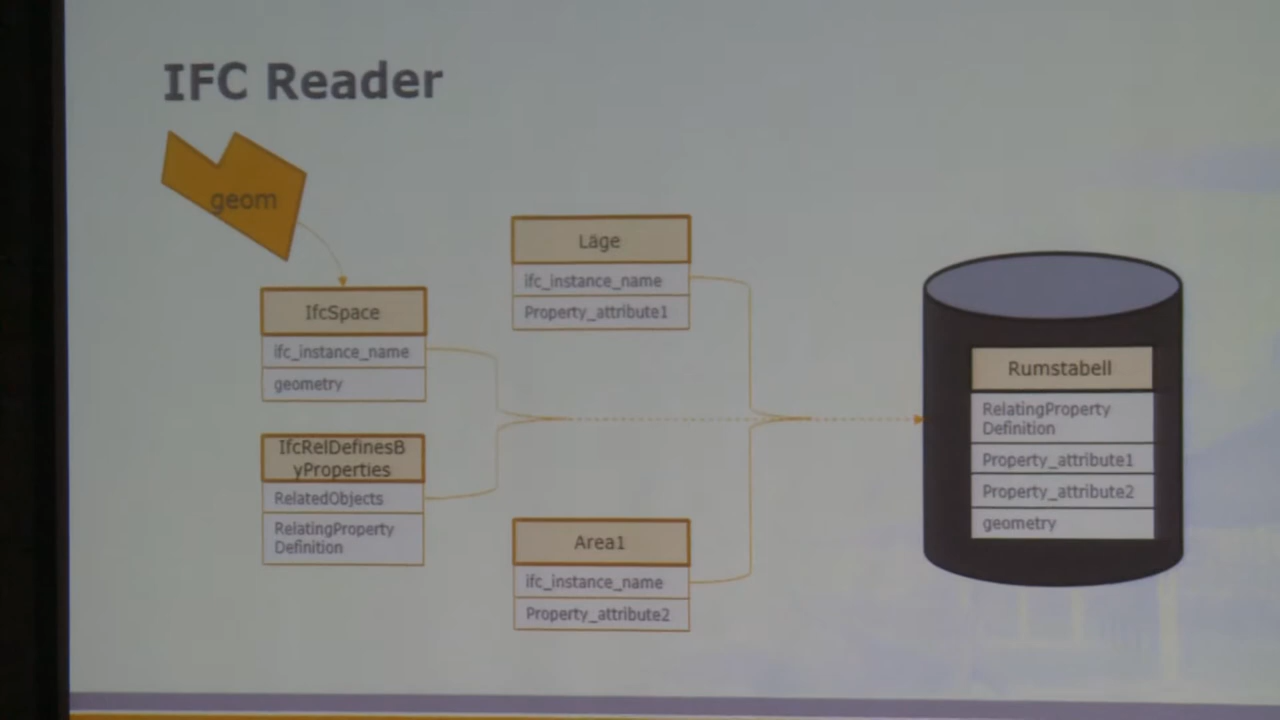 IFC Reader
geom
IfcSpace
ifc_instance_name
geometry
IfcRelDefinesB
yProperties
RelatedObjects
RelatingProperty
Definition
Läge
ifc_instance_name
Property_attribute1
Area1
ifc_instance_name
Property_attribute2
Rumstabell
RelatingProperty
Definition
Property_attribute1
Property_attribute2
geometry